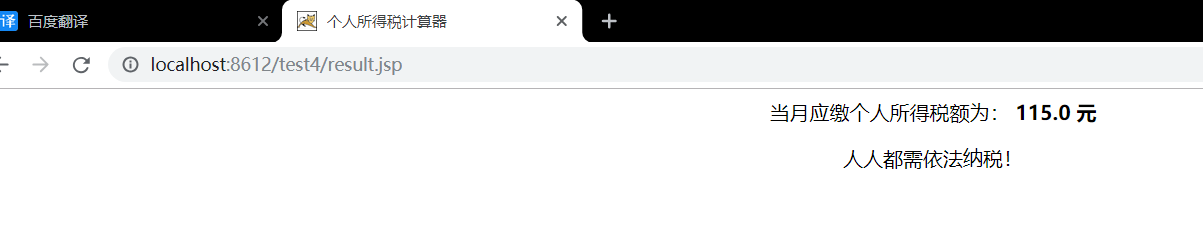 译 百度翻译 个人所得税计算器
localhost:8612/test4/result.jsp
当月应缴个人所得税额为： 115.0 元
人人都需依法纳税！